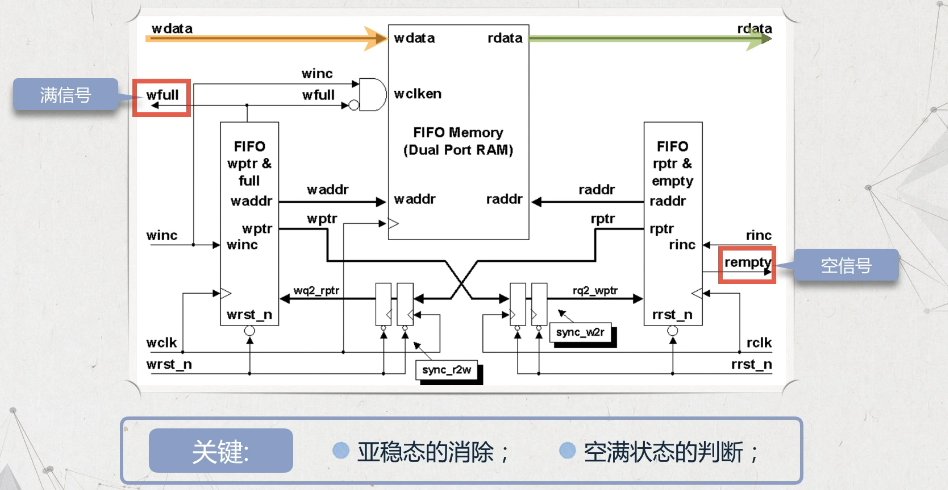 wdata
wdata
rdata
rdata
满信号
wfull
winc
wfull
wclken
FIFO Memory
(Dual Port RAM)
FIFO
wptr &
full
waddr
wptr
winc
wrst_n
waddr
waddr
wptr
raddr
raddr
rptr
FIFO
rptr &
empty
raddr
rptr
rinc
rrst_n
winc
rinc
rempty
空信号
wq2_rptr
rq2_wptr
sync_w2r
sync_r2w
wclk
rclk
wrst_n
rrst_n
关键:
亚稳态的消除；
空满状态的判断；